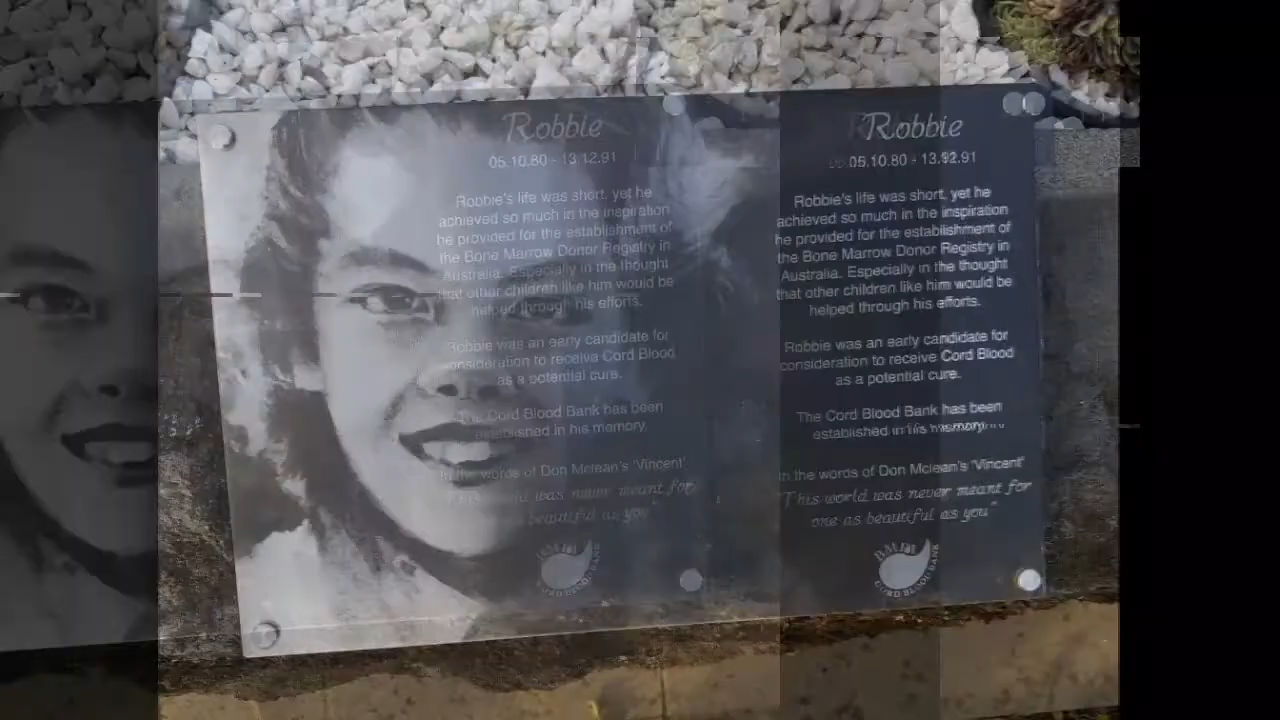 Robbie
05.10.80 - 13.12.91
Robbie's life was short, yet he
achieved so much in the inspiration
he provided for the establishment of
the Bone Marrow Donor Registry in
Australia. Especially in the thought
that other children like him would be
helped through his efforts.
Robbie was an early candidate for
consideration to receive Cord Blood
as a potential cure.
The Cord Blood Bank has been
established in his memory.
In the words of Don Mclean's 'Vincent'
"This world was never meant for
one as beautiful as you"
CORD BLOOD BANK